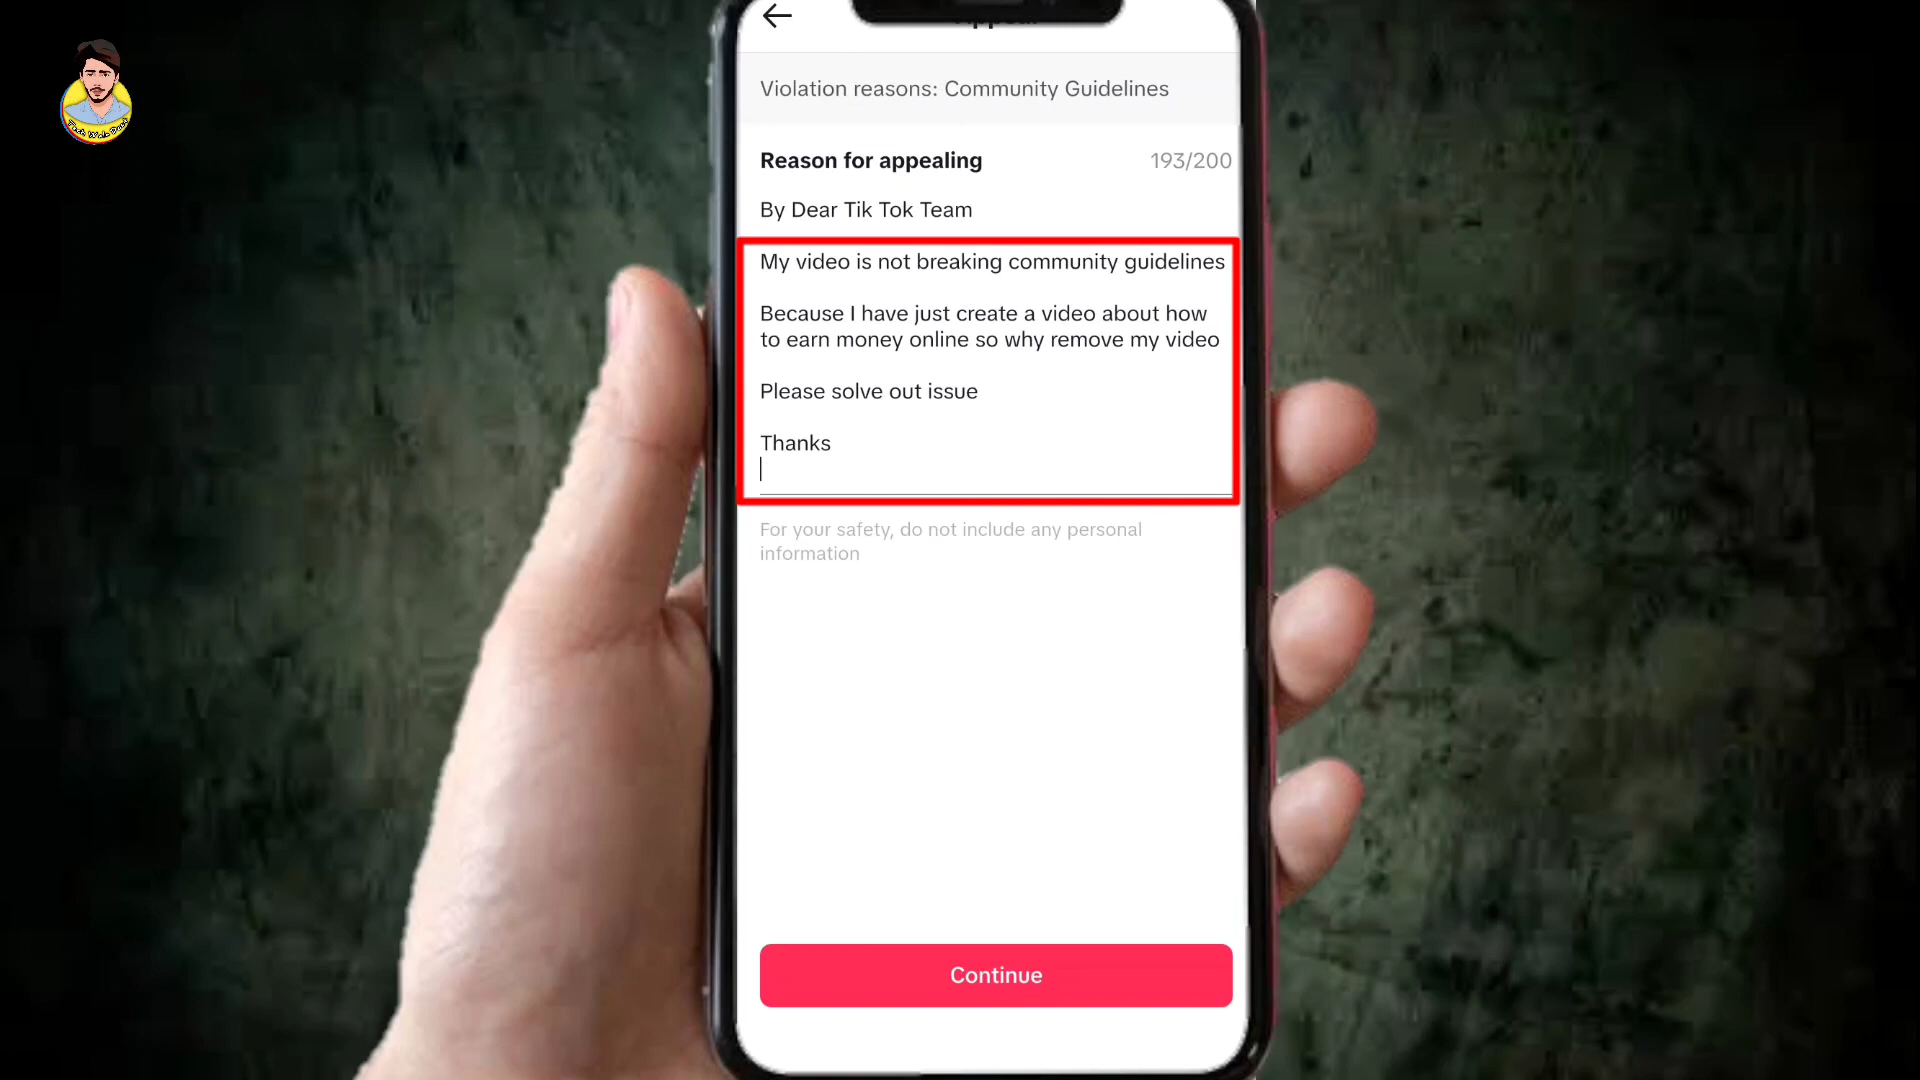 Violation reasons: Community Guidelines
Reason for appealing 193/200
By Dear Tik Tok Team
My video is not breaking community guidelines
Because I have just create a video about how
to earn money online so why remove my video
Please solve out issue
Thanks
For your safety, do not include any personal
information
Continue